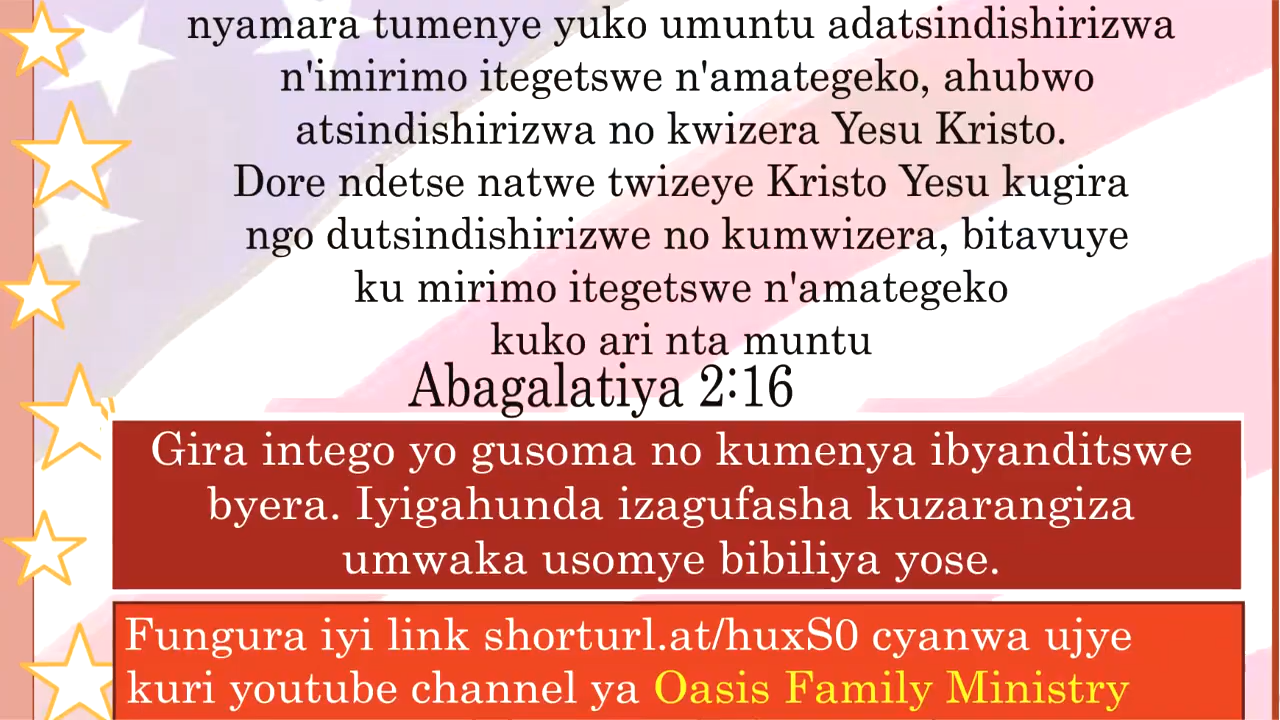 nyamara tumenye yuko umuntu adatsindishirizwa
n'imirimo itegetswe n'amategeko, ahubwo
atsindishirizwa no kwizera Yesu Kristo.
Dore ndetse natwe twizeye Kristo Yesu kugira
ngo dutsindishirizwe no kumwizera, bitavuye
ku mirimo itegetswe n'amategeko
kuko ari nta muntu
Abagalatiya 2:16
Gira intego yo gusoma no kumenya ibyanditswe
byera. Iyigahunda izagufasha kuzarangiza
umwaka usomye bibiliya yose.
Fungura iyi link shorturl.at/huxS0 cyanwa ujye
kuri youtube channel ya Oasis Family Ministry